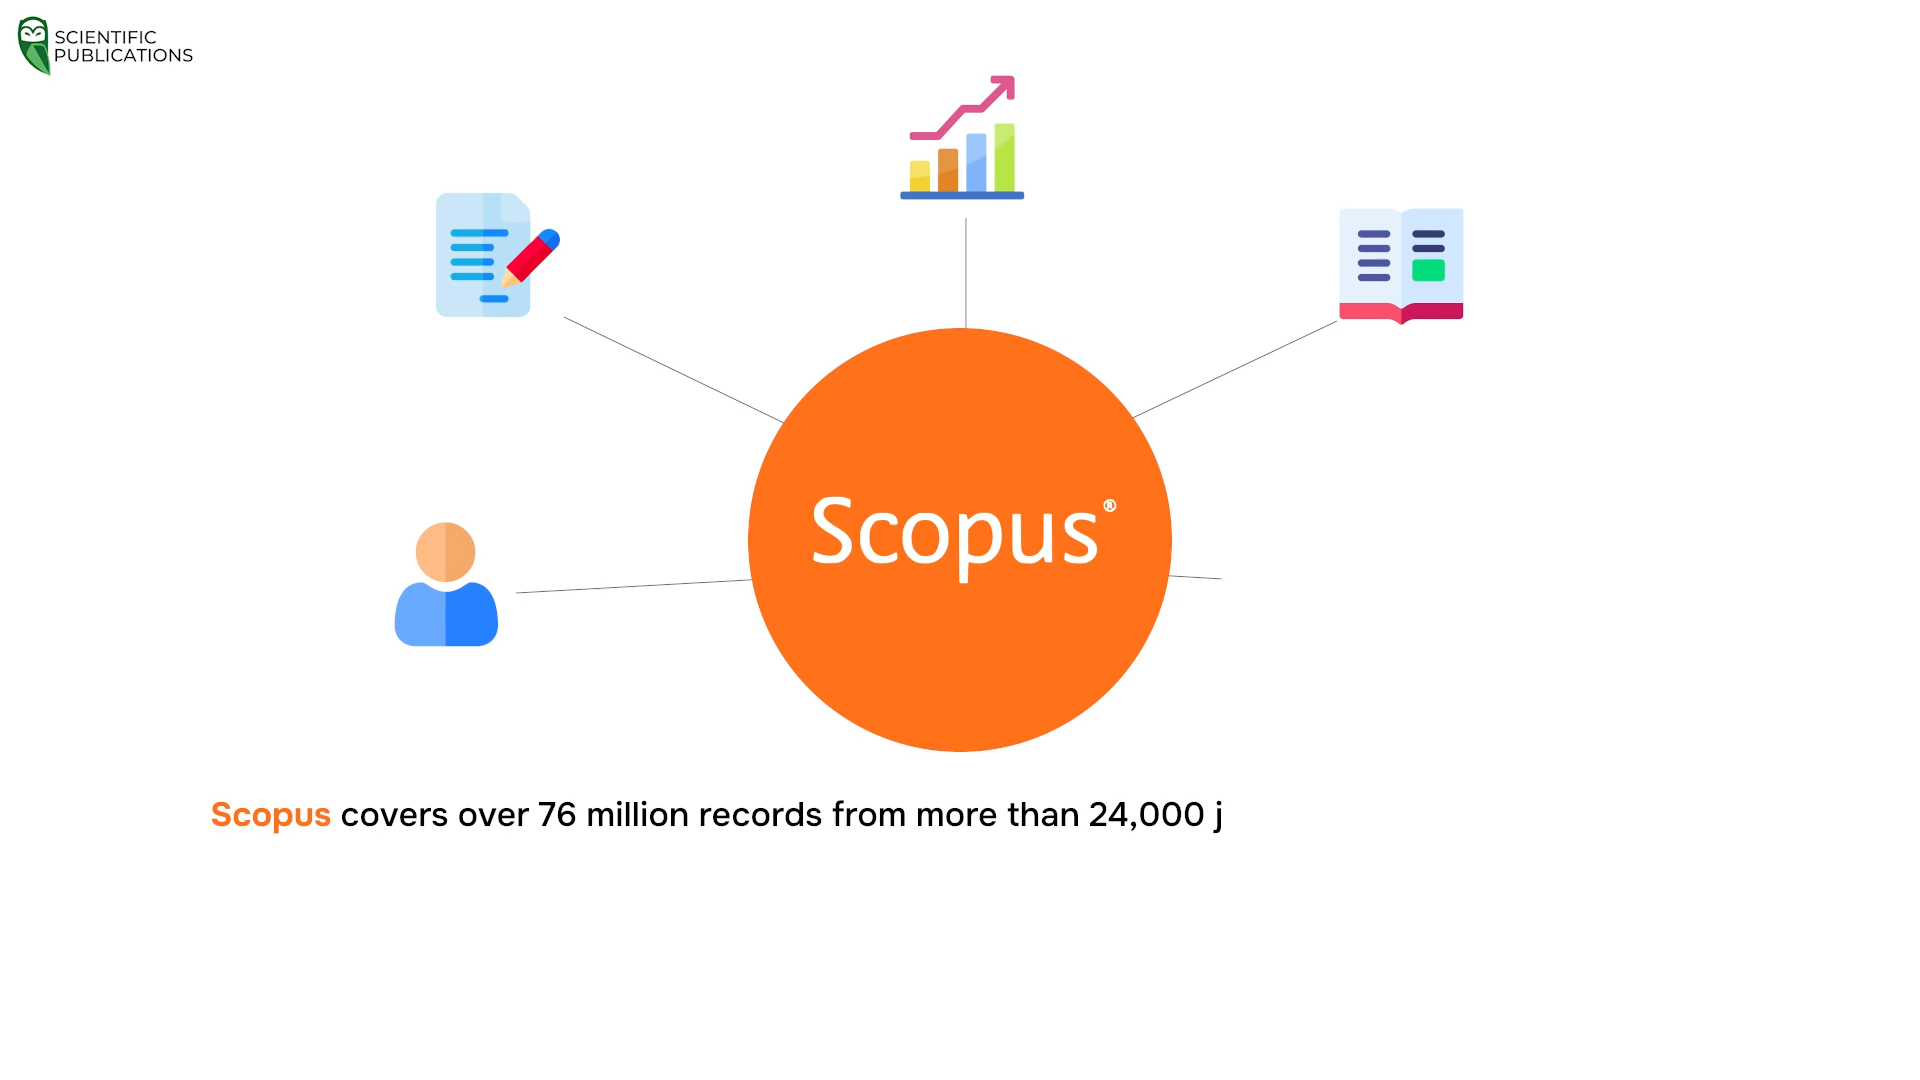 SCIENTIFIC
PUBLICATIONS
Scopus®
Scopus covers over 76 million records from more than 24,000 j